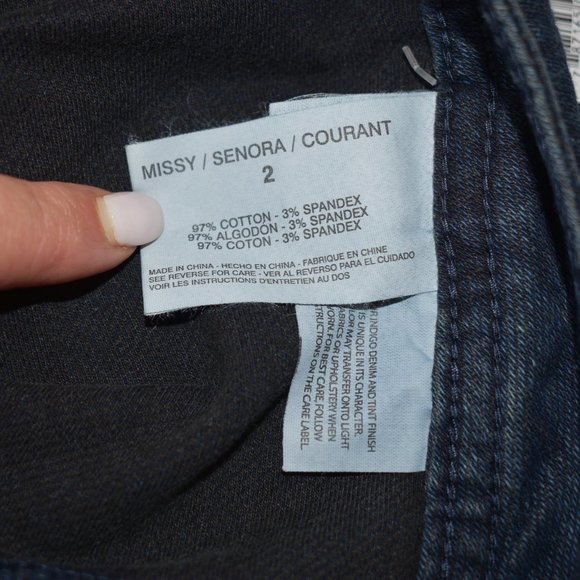 MISSY / SENORA / COURANT
2
97% COTTON - 3% SPANDEX
97% ALGODON - 3% SPANDEX
97% COTON - 3% SPANDEX
MADE IN CHINA - HECHO EN CHINA - FABRIQUE EN CHINE
SEE REVERSE FOR CARE - VER AL REVERSO PARA EL CUIDADO
VOIR LES INSTRUCTIONS D'ENTRETIEN AU DOS
INDIGO DENIM AND TINT FINISH
IS UNIQUE IN ITS CHARACTER.
MAY TRANSFER ONTO LIGHT
OR UPHOLSTERY WHEN
FOR BEST CARE, FOLLOW
ON THE CARE LABEL.